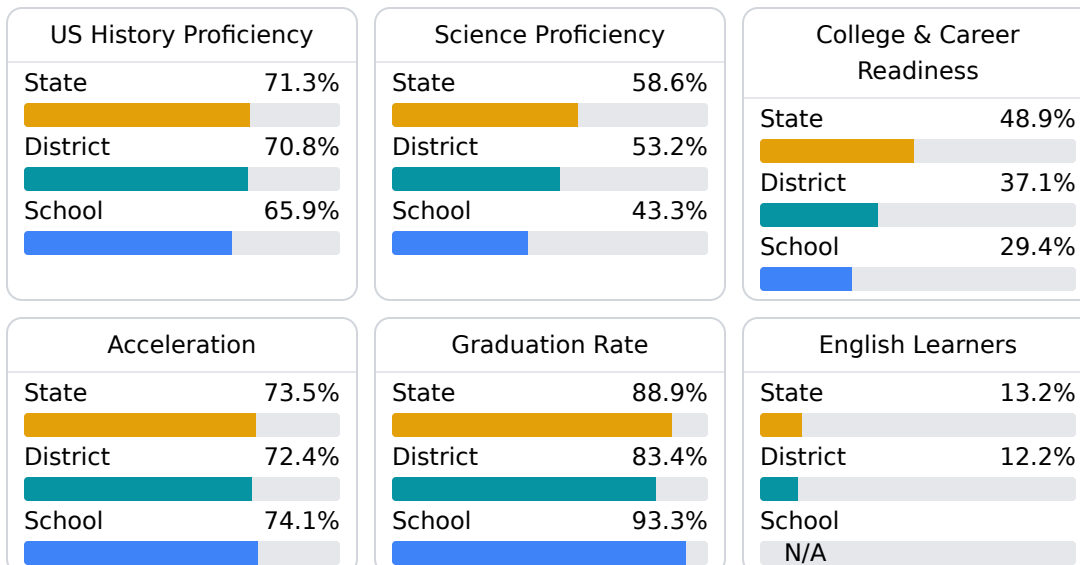 US History Proficiency
State 71.3%
District 70.8%
School 65.9%
Science Proficiency
State 58.6%
District 53.2%
School 43.3%
College & Career
Readiness
State 48.9%
District 37.1%
School 29.4%
Acceleration
State 73.5%
District 72.4%
School 74.1%
Graduation Rate
State 88.9%
District 83.4%
School 93.3%
English Learners
State 13.2%
District 12.2%
School
N/A